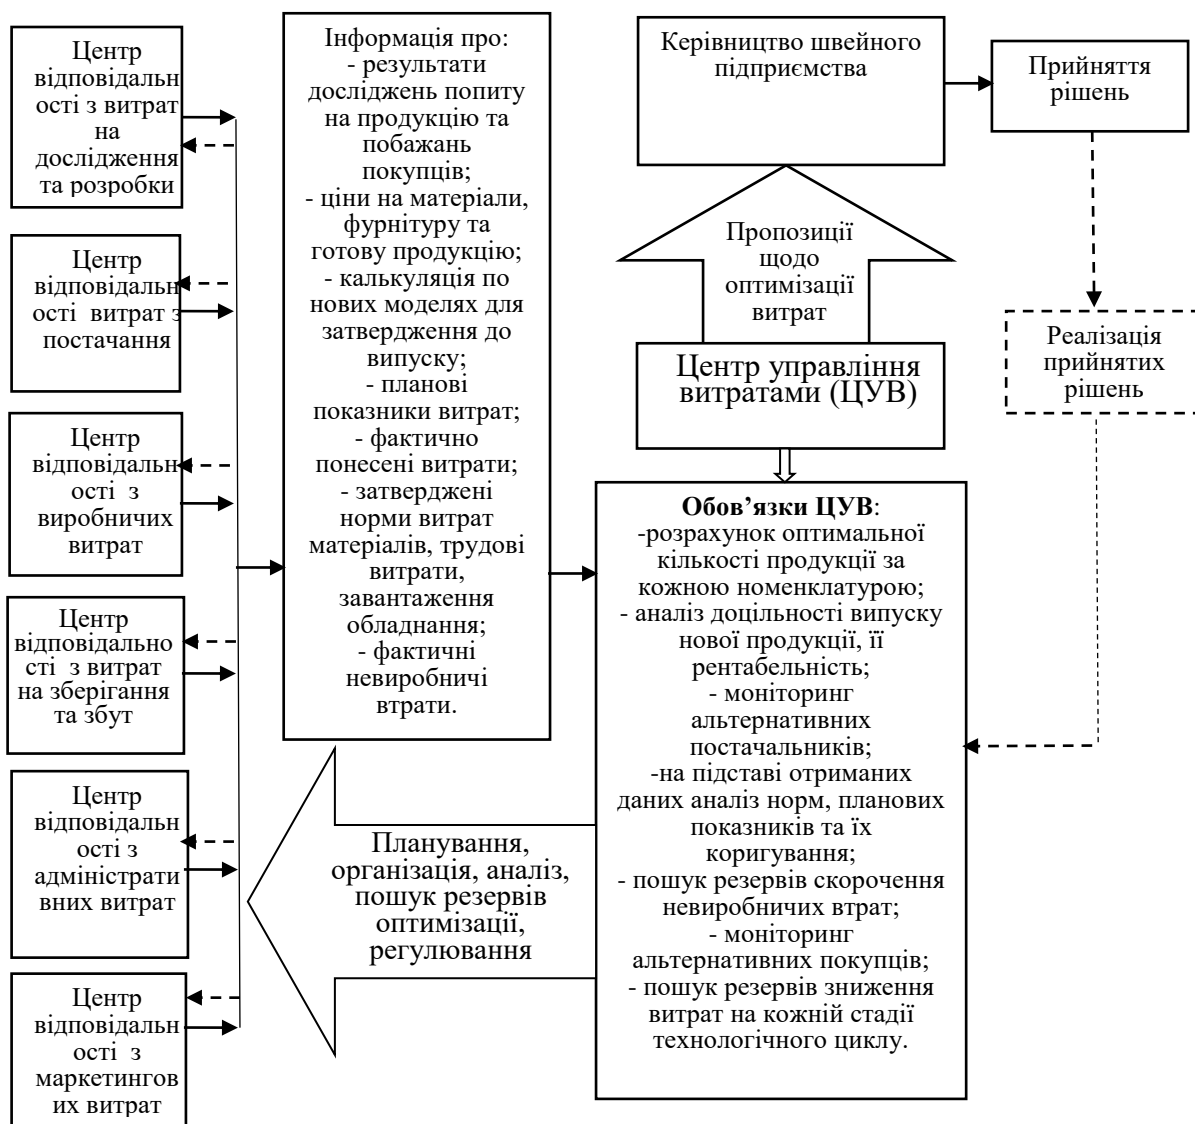 Центр
відповідальн
ості з витрат
на
дослідження
та розробки
Центр
відповідальн
ості витрат з
постачання
Центр
відповідальн
ості з
виробничих
витрат
Центр
відповідально
сті з витрат
на зберігання
та збут
Центр
відповідальн
ості з
адміністрати
вних витрат
Центр
відповідальн
ості з
маркетингов
их витрат
Інформація про:
- результати
досліджень попиту
на продукцію та
побажань
покупців;
- ціни на матеріали,
фурнітуру та
готову продукцію;
- калькуляція по
нових моделях для
затвердження до
випуску;
- планові
показники витрат;
- фактично
понесені витрати;
- затверджені
норми витрат
матеріалів, трудові
витрати,
завантаження
обладнання;
- фактичні
невиробничі
втрати.
Керівництво швейного
підприємства
Прийняття
рішень
Пропозиції
щодо
оптимізації
витрат
Реалізація
прийнятих
рішень
Центр управління
витратами (ЦУВ)
Обов’язки ЦУВ:
-розрахунок оптимальної
кількості продукції за
кожною номенклатурою;
- аналіз доцільності випуску
нової продукції, її
рентабельність;
- моніторинг
альтернативних
постачальників;
-на підставі отриманих
даних аналіз норм, планових
показників та їх
коригування;
- пошук резервів скорочення
невиробничих втрат;
- моніторинг
альтернативних покупців;
- пошук резервів зниження
витрат на кожній стадії
технологічного циклу.
Планування,
організація, аналіз,
пошук резервів
оптимізації,
регулювання